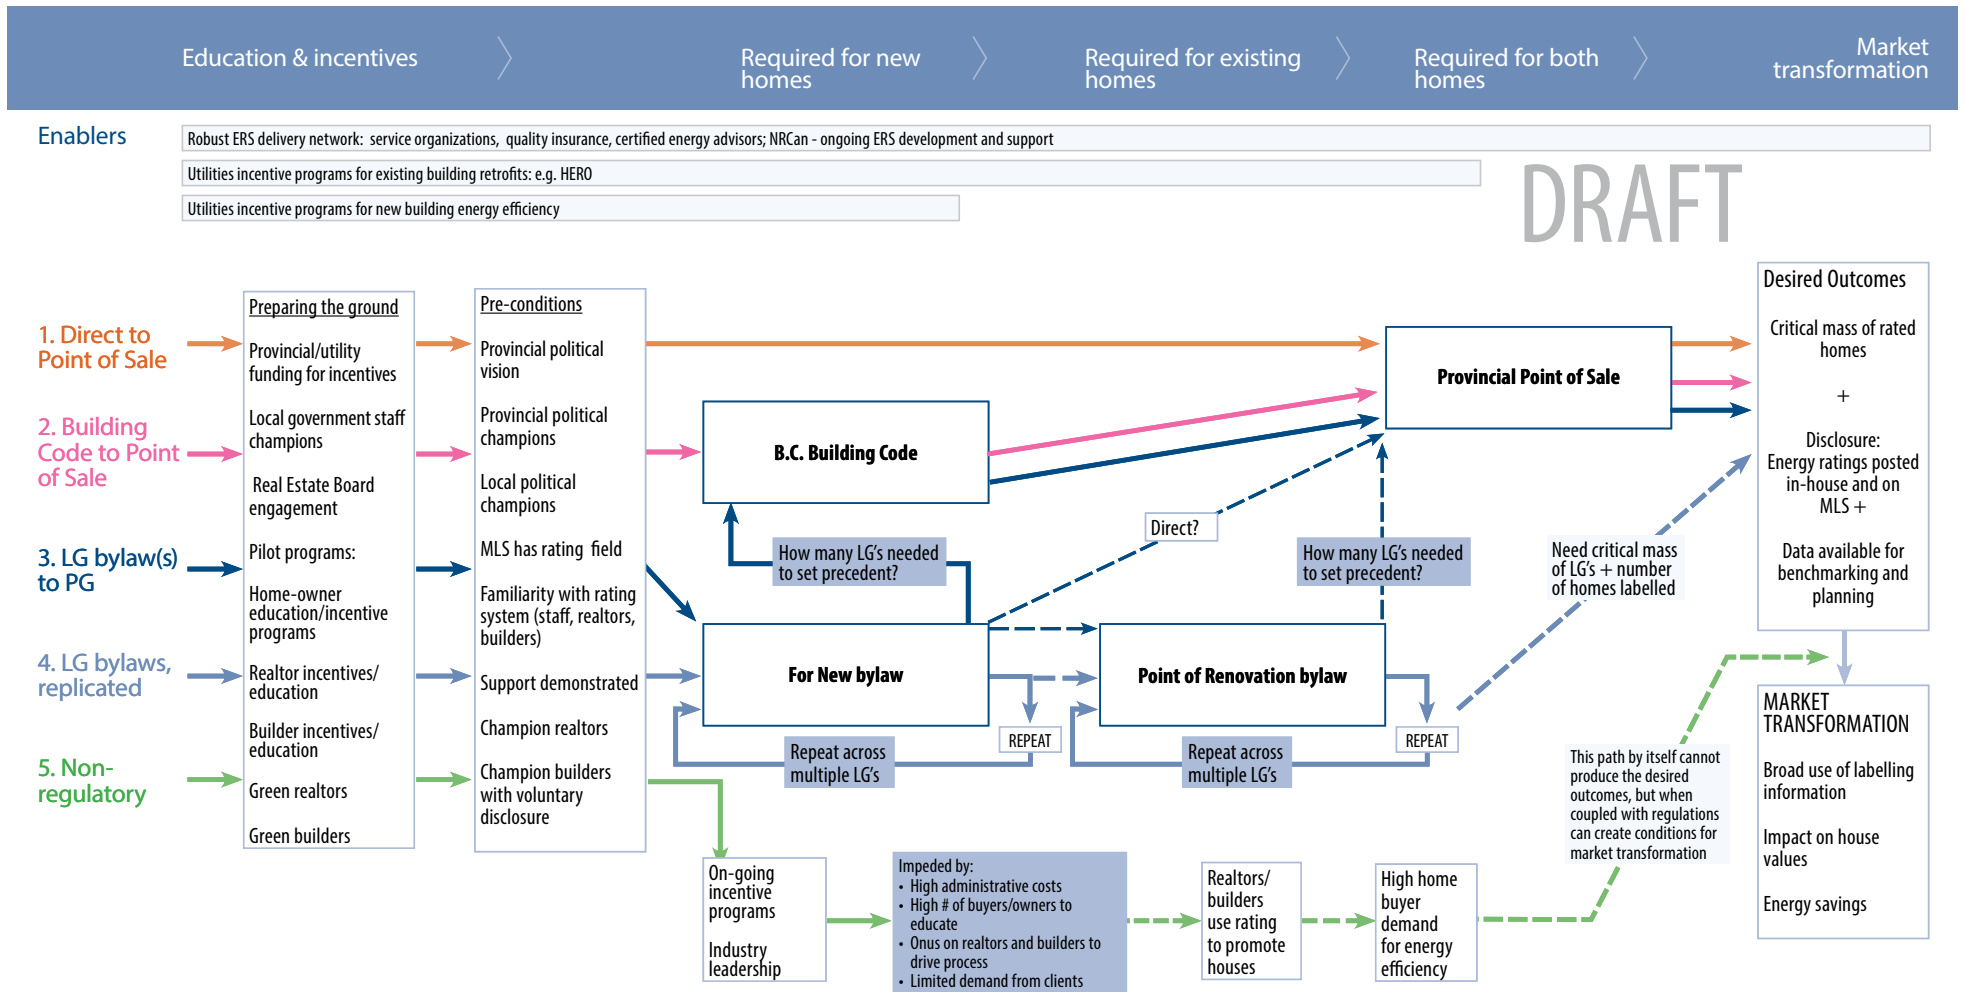 Education & incentives
Required for new
homes
Required for existing
homes
Required for both
homes
Market
transformation
Enablers
Robust ERS delivery network: service organizations, quality insurance, certified energy advisors; NRCan - ongoing ERS development and support
Utilities incentive programs for existing building retrofits: e.g. HERO
Utilities incentive programs for new building energy efficiency
DRAFT
1. Direct to
Point of Sale
2. Building
Code to Point
of Sale
3. LG bylaw(s)
to PG
4. LG bylaws,
replicated
5. Non-
regulatory
Preparing the ground
Provincial/utility
funding for incentives
Local government staff
champions
Real Estate Board
engagement
Pilot programs:
Home-owner
education/incentive
programs
Realtor incentives/
education
Builder incentives/
education
Green realtors
Green builders
Pre-conditions
Provincial political
vision
Provincial political
champions
Local political
champions
MLS has rating field
Familiarity with rating
system (staff, realtors,
builders)
Support demonstrated
Champion realtors
Champion builders
with voluntary
disclosure
B.C. Building Code
How many LG's needed
to set precedent?
For New bylaw
Repeat across
multiple LG's
REPEAT
Direct?
Provincial Point of Sale
How many LG's needed
to set precedent?
Point of Renovation bylaw
Repeat across
multiple LG's
REPEAT
Need critical mass
of LG's + number
of homes labelled
This path by itself cannot
produce the desired
outcomes, but when
coupled with regulations
can create conditions for
market transformation
On-going
incentive
programs
Industry
leadership
Impeded by:
• High administrative costs
• High # of buyers/owners to
educate
• Onus on realtors and builders to
drive process
• Limited demand from clients
Realtors/
builders
use rating
to promote
houses
High home
buyer
demand
for energy
efficiency
Desired Outcomes
Critical mass of rated
homes
+
Disclosure:
Energy ratings posted
in-house and on
MLS +
Data available for
benchmarking and
planning
MARKET
TRANSFORMATION
Broad use of labelling
information
Impact on house
values
Energy savings